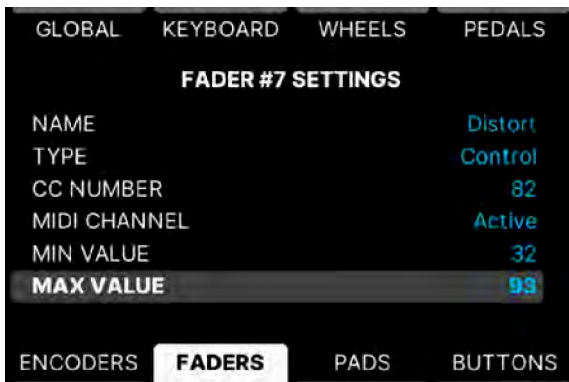 GLOBAL KEYBOARD WHEELS PEDALS
FADER #7 SETTINGS
NAME Distort
TYPE Control
CC NUMBER 82
MIDI CHANNEL Active
MIN VALUE 32
MAX VALUE 93
ENCODERS FADERS PADS BUTTONS